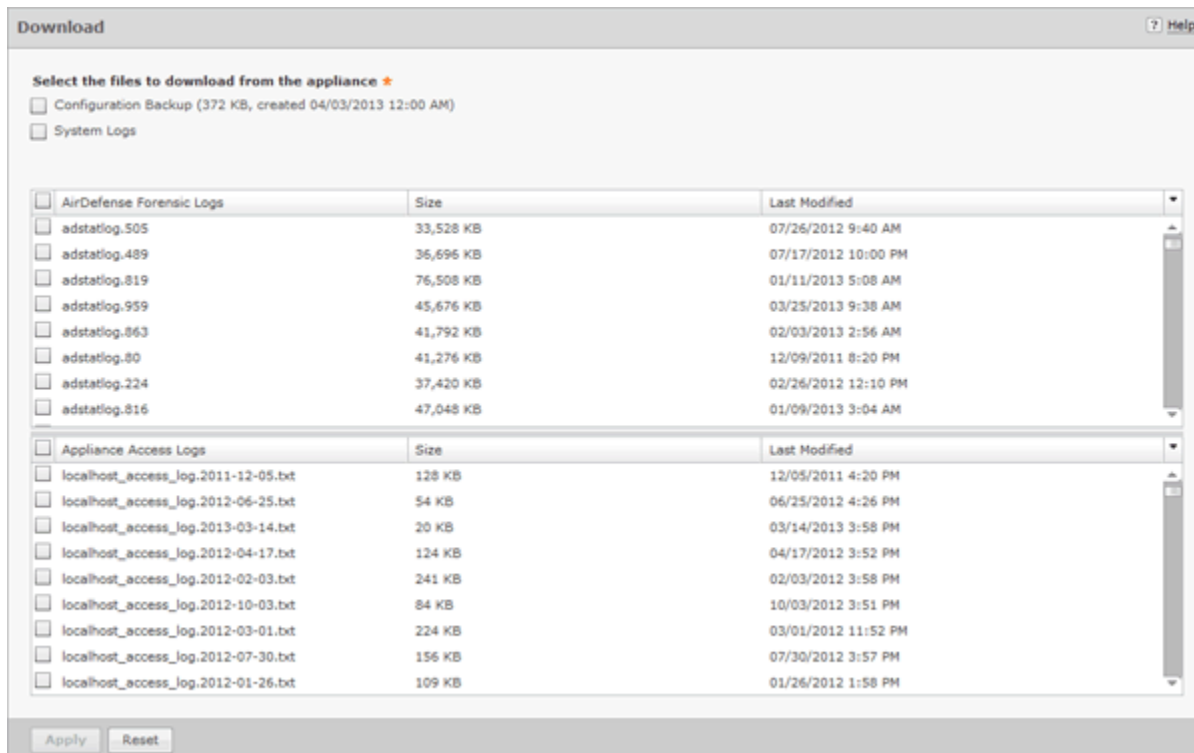 Download
? Help
Select the files to download from the appliance *
Configuration Backup (372 KB, created 04/03/2013 12:00 AM)
System Logs
AirDefense Forensic Logs Size Last Modified
adstatlog.505 33,528 KB 07/26/2012 9:40 AM
adstatlog.489 36,696 KB 07/17/2012 10:00 PM
adstatlog.819 76,508 KB 01/11/2013 5:08 AM
adstatlog.959 45,676 KB 03/25/2013 9:38 AM
adstatlog.863 41,792 KB 02/03/2013 2:56 AM
adstatlog.80 41,276 KB 12/09/2011 8:20 PM
adstatlog.224 37,420 KB 02/26/2012 12:10 PM
adstatlog.816 47,048 KB 01/09/2013 3:04 AM
Appliance Access Logs Size Last Modified
localhost_access_log.2011-12-05.txt 128 KB 12/05/2011 4:20 PM
localhost_access_log.2012-06-25.txt 54 KB 06/25/2012 4:26 PM
localhost_access_log.2013-03-14.txt 20 KB 03/14/2013 3:58 PM
localhost_access_log.2012-04-17.txt 124 KB 04/17/2012 3:52 PM
localhost_access_log.2012-02-03.txt 241 KB 02/03/2012 3:58 PM
localhost_access_log.2012-10-03.txt 84 KB 10/03/2012 3:51 PM
localhost_access_log.2012-03-01.txt 224 KB 03/01/2012 11:52 PM
localhost_access_log.2012-07-30.txt 156 KB 07/30/2012 3:57 PM
localhost_access_log.2012-01-26.txt 109 KB 01/26/2012 1:58 PM
Apply Reset